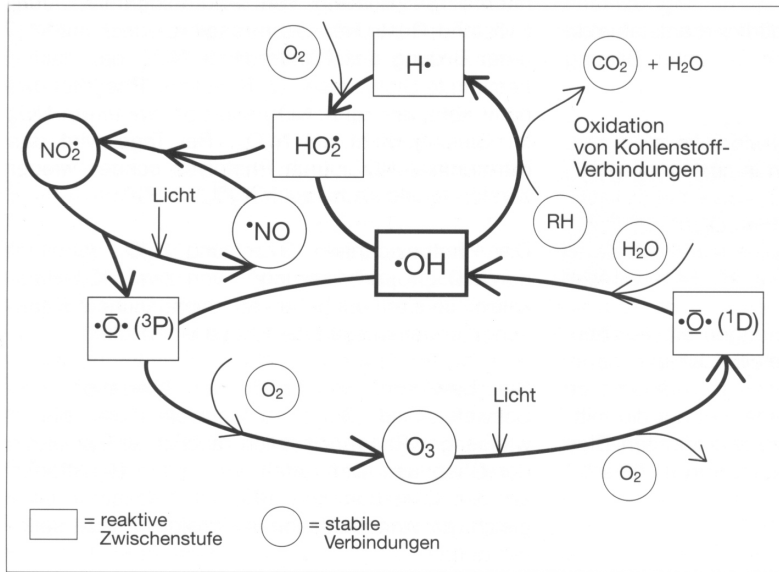 O₂
H•
CO₂ + H₂O
Oxidation
von Kohlenstoff-
Verbindungen
NO₂•
HO₂•
Licht
•NO
RH
•OH
H₂O
•O̲̅• (³P)
•O̲̅• (¹D)
O₂
Licht
O₃
O₂
= reaktive
Zwischenstufe
= stabile
Verbindungen